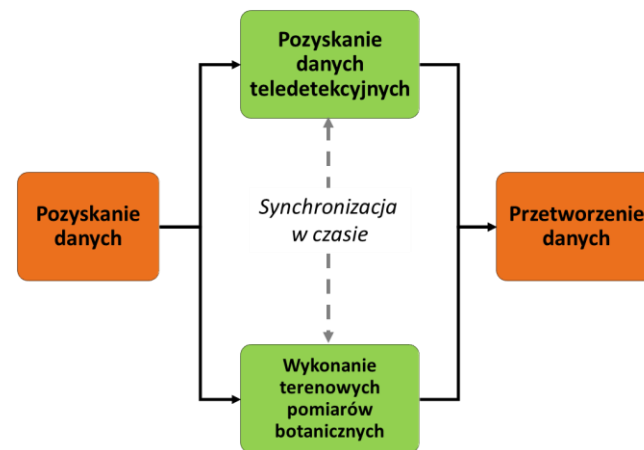 Pozyskanie
danych
teledetekcyjnych
Pozyskanie
danych
Synchronizacja
w czasie
Przetworzenie
danych
Wykonanie
terenowych
pomiarów
botanicznych